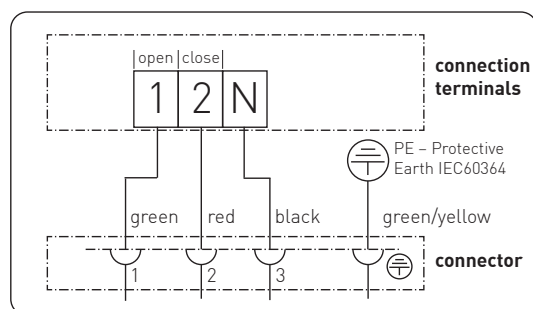 open close
connection
terminals
1 2 N
PE – Protective
Earth IEC60364
green red black green/yellow
connector
1 2 3